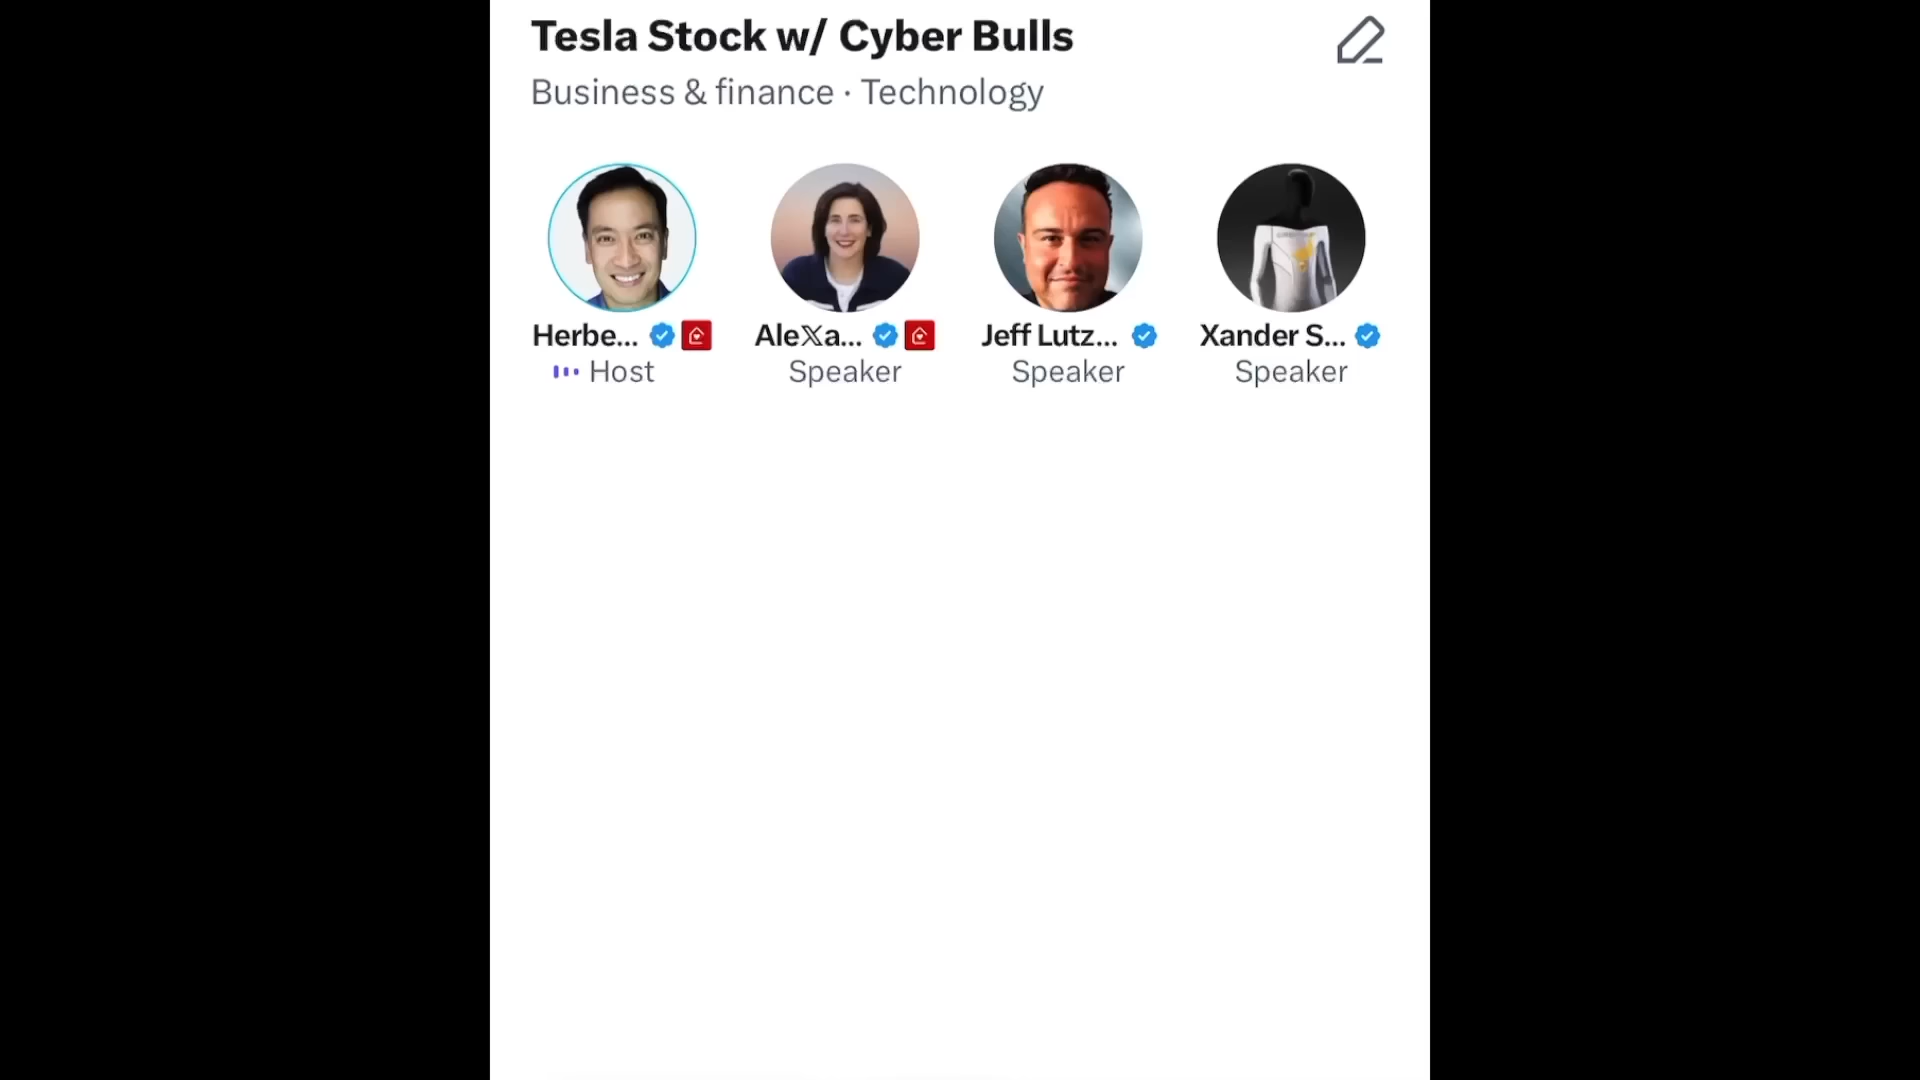 Tesla Stock w/ Cyber Bulls
Business & finance · Technology
Herbe... Ale𝕏a... Jeff Lutz... Xander S...
Host Speaker Speaker Speaker